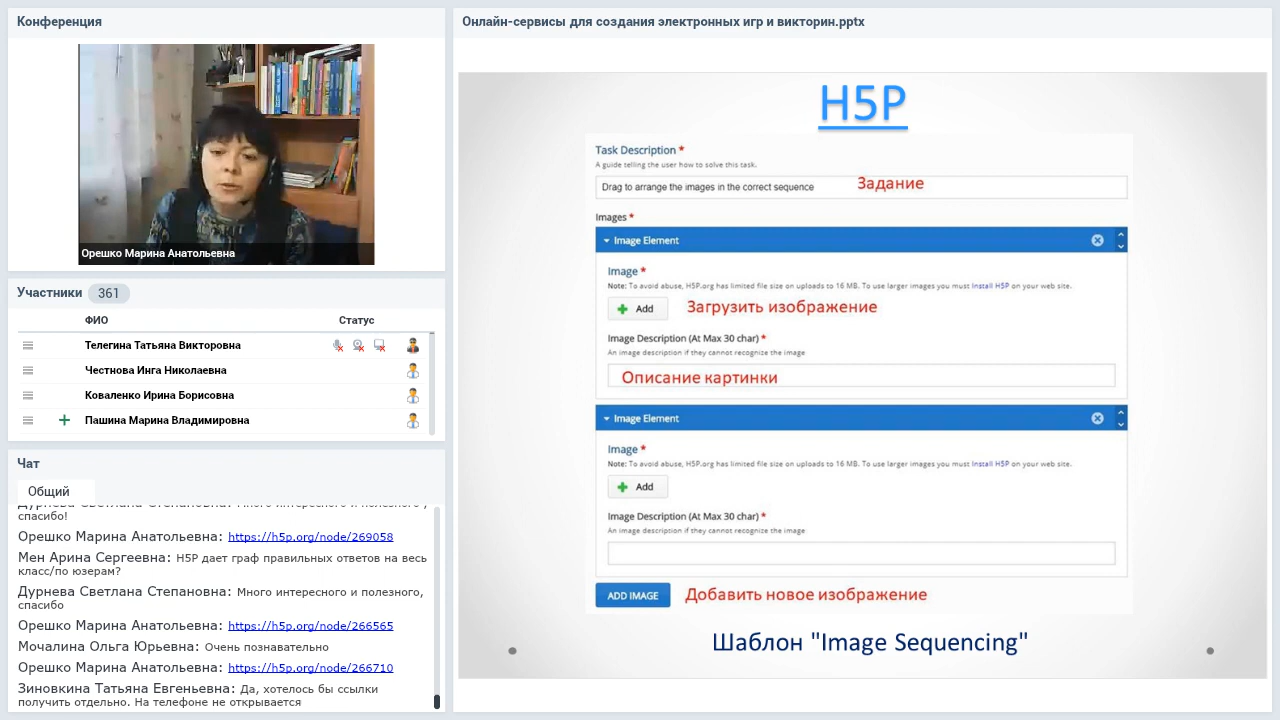 Конференция
Орешко Марина Анатольевна
Участники 361
ФИО Статус
Телегина Татьяна Викторовна
Честнова Инга Николаевна
Коваленко Ирина Борисовна
Пашина Марина Владимировна
Чат
Общий
Дурнева Светлана Степановна: Много интересного и полезного ,
спасибо!
Орешко Марина Анатольевна: https://h5p.org/node/269058
Мен Арина Сергеевна: H5P дает граф правильных ответов на весь
класс/по юзерам?
Дурнева Светлана Степановна: Много интересного и полезного,
спасибо
Орешко Марина Анатольевна: https://h5p.org/node/266565
Мочалина Ольга Юрьевна: Очень познавательно
Орешко Марина Анатольевна: https://h5p.org/node/266710
Зиновкина Татьяна Евгеньевна: Да, хотелось бы ссылки
получить отдельно. На телефоне не открывается
Онлайн-сервисы для создания электронных игр и викторин.pptx
H5P
Task Description *
A guide telling the user how to solve this task.
Drag to arrange the images in the correct sequence Задание
Images *
Image Element
Image *
Note: To avoid abuse, H5P.org has limited file size on uploads to 16 MB. To use larger images you must Install H5P on your web site.
Add Загрузить изображение
Image Description (At Max 30 char) *
An image description if they cannot recognize the image
Описание картинки
Image Element
Image *
Note: To avoid abuse, H5P.org has limited file size on uploads to 16 MB. To use larger images you must Install H5P on your web site.
Add
Image Description (At Max 30 char) *
An image description if they cannot recognize the image
ADD IMAGE Добавить новое изображение
Шаблон "Image Sequencing"